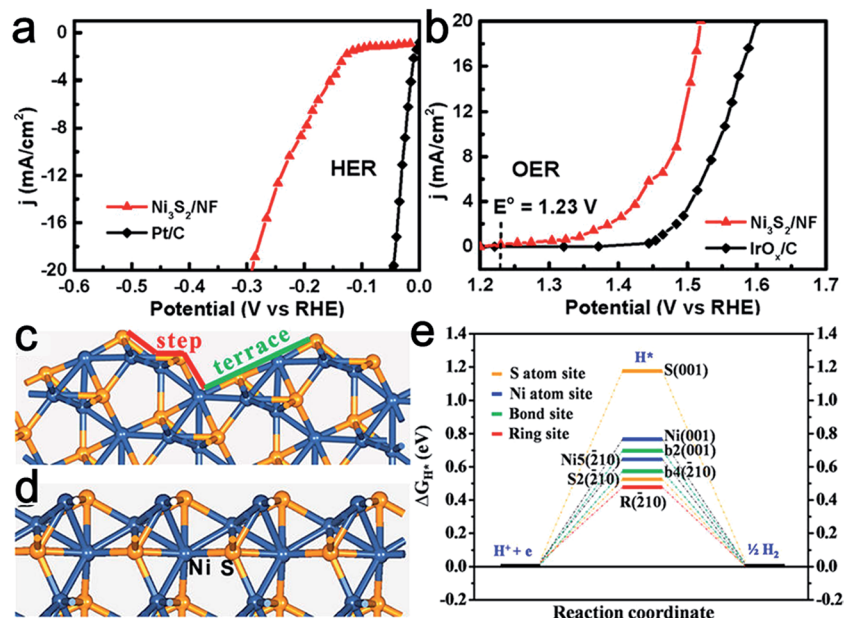 a
0
-4
-8
-12
-16
-20
j (mA/cm²)
HER
Ni₃S₂/NF
Pt/C
-0.6 -0.5 -0.4 -0.3 -0.2 -0.1 0.0
Potential (V vs RHE)
b
20
16
12
8
4
0
j (mA/cm²)
OER
E° = 1.23 V
Ni₃S₂/NF
IrOₓ/C
1.2 1.3 1.4 1.5 1.6 1.7
Potential (V vs RHE)
c
step
terrace
d
Ni S
e
1.4 1.4
1.2 1.2
1.0 1.0
0.8 0.8
0.6 0.6
0.4 0.4
0.2 0.2
0.0 0.0
-0.2 -0.2
ΔG_H* (eV)
S atom site
Ni atom site
Bond site
Ring site
H*
S(001)
Ni(001)
b2(001)
Ni5(2̄10)
b4(2̄10)
S2(2̄10)
R(2̄10)
H⁺ + e
½ H₂
Reaction coordinate